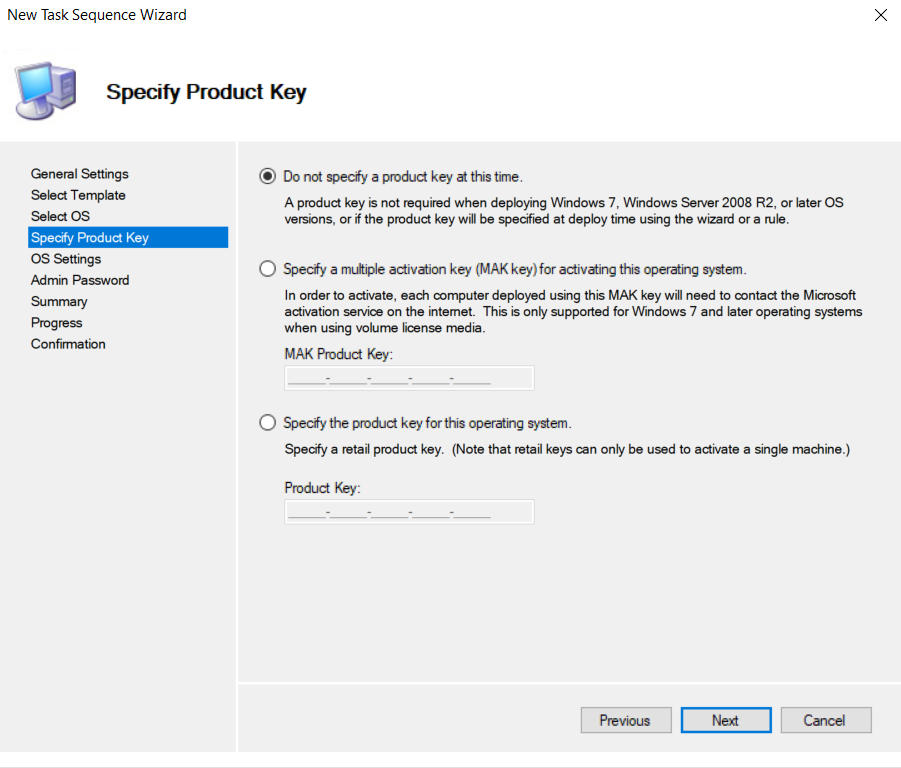 New Task Sequence Wizard
Specify Product Key
General Settings
Select Template
Select OS
Specify Product Key
OS Settings
Admin Password
Summary
Progress
Confirmation
Do not specify a product key at this time.
A product key is not required when deploying Windows 7, Windows Server 2008 R2, or later OS
versions, or if the product key will be specified at deploy time using the wizard or a rule.
Specify a multiple activation key (MAK key) for activating this operating system.
In order to activate, each computer deployed using this MAK key will need to contact the Microsoft
activation service on the internet.  This is only supported for Windows 7 and later operating systems
when using volume license media.
MAK Product Key:
_____-_____-_____-_____-_____
Specify the product key for this operating system.
Specify a retail product key.  (Note that retail keys can only be used to activate a single machine.)
Product Key:
_____-_____-_____-_____-_____
Previous
Next
Cancel